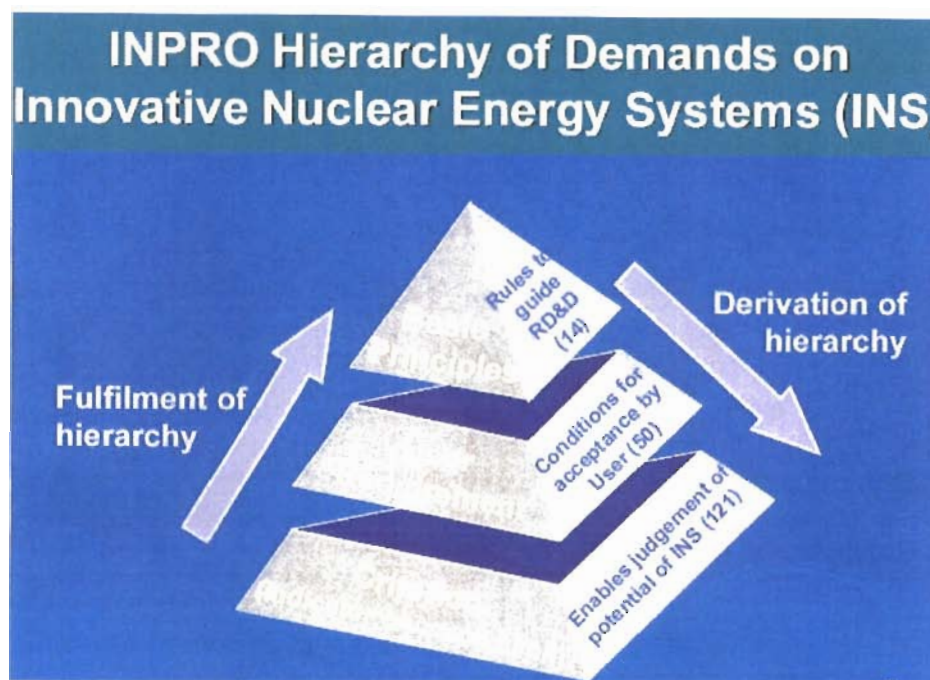 INPRO Hierarchy of Demands on
Innovative Nuclear Energy Systems (INS
Rules to
guide
RD&D
(14)
Principles
Derivation of
hierarchy
Fulfilment of
hierarchy
Conditions for
acceptance by
User (50)
Enables judgement of
potential of INS (121)